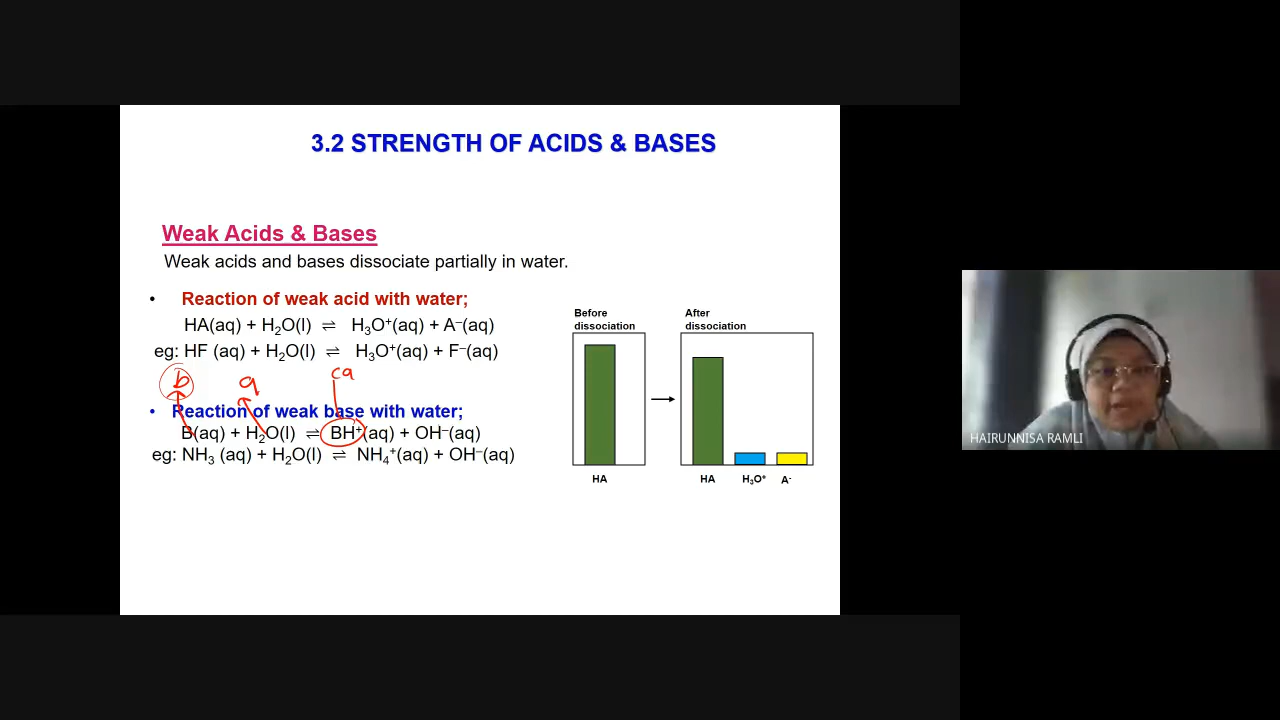 3.2 STRENGTH OF ACIDS & BASES
Weak Acids & Bases
Weak acids and bases dissociate partially in water.
• Reaction of weak acid with water;
HA(aq) + H₂O(l) ⇌ H₃O⁺(aq) + A⁻(aq)
eg: HF (aq) + H₂O(l) ⇌ H₃O⁺(aq) + F⁻(aq)
b a ca
• Reaction of weak base with water;
B(aq) + H₂O(l) ⇌ BH⁺(aq) + OH⁻(aq)
eg: NH₃ (aq) + H₂O(l) ⇌ NH₄⁺(aq) + OH⁻(aq)
Before
dissociation
After
dissociation
HA
HA H₃O⁺ A⁻
HAIRUNNISA RAMLI